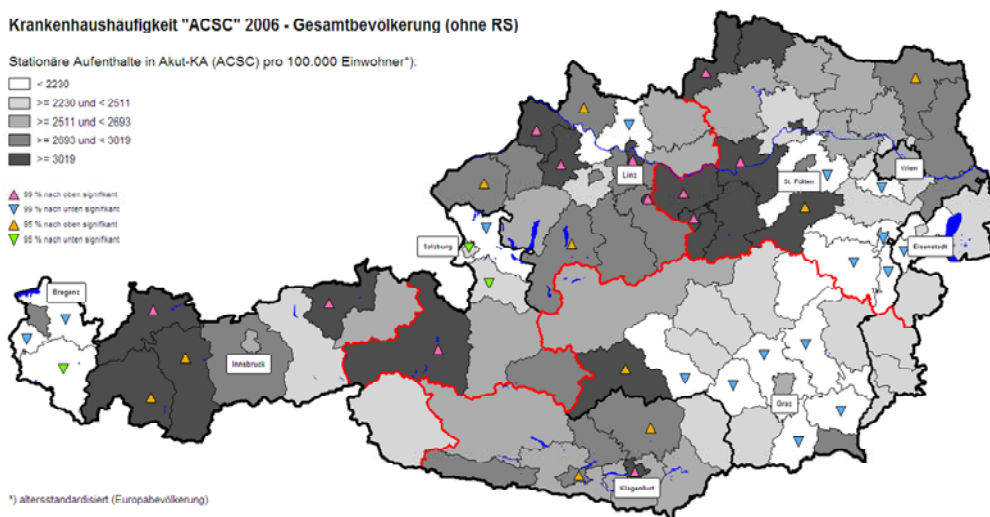 Krankenhaushäufigkeit "ACSC" 2006 - Gesamtbevölkerung (ohne RS)
Stationäre Aufenthalte in Akut-KA (ACSC) pro 100.000 Einwohner*):
< 2230
>= 2230 und < 2511
>= 2511 und < 2693
>= 2693 und < 3019
>= 3019
99 % nach oben signifikant
99 % nach unten signifikant
95 % nach oben signifikant
95 % nach unten signifikant
Linz
Wien
St. Pölten
Salzburg
Eisenstadt
Bregenz
Innsbruck
Graz
Klagenfurt
*) altersstandardisiert (Europabevölkerung)